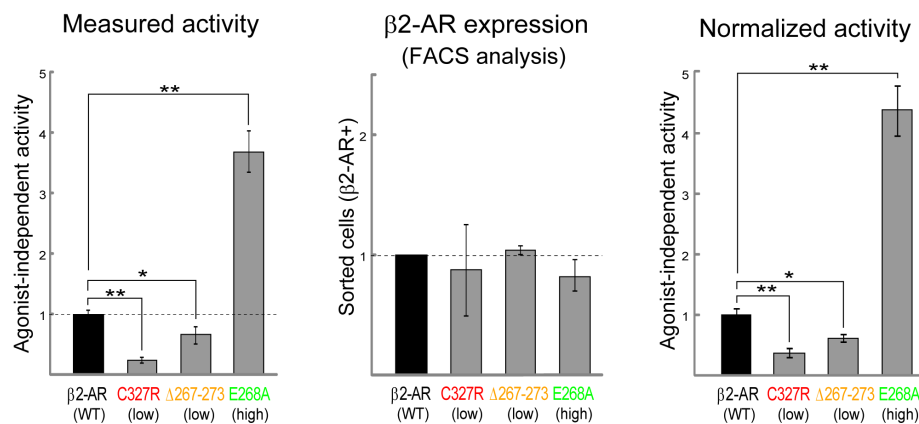 Measured activity
Agonist-independent activity
5
4
3
2
1
**
*
**
β2-AR C327R Δ267-273 E268A
(WT) (low) (low) (high)
β2-AR expression
(FACS analysis)
Sorted cells (β2-AR+)
2
1
β2-AR C327R Δ267-273 E268A
(WT) (low) (low) (high)
Normalized activity
Agonist-independent activity
5
4
3
2
1
**
*
**
β2-AR C327R Δ267-273 E268A
(WT) (low) (low) (high)